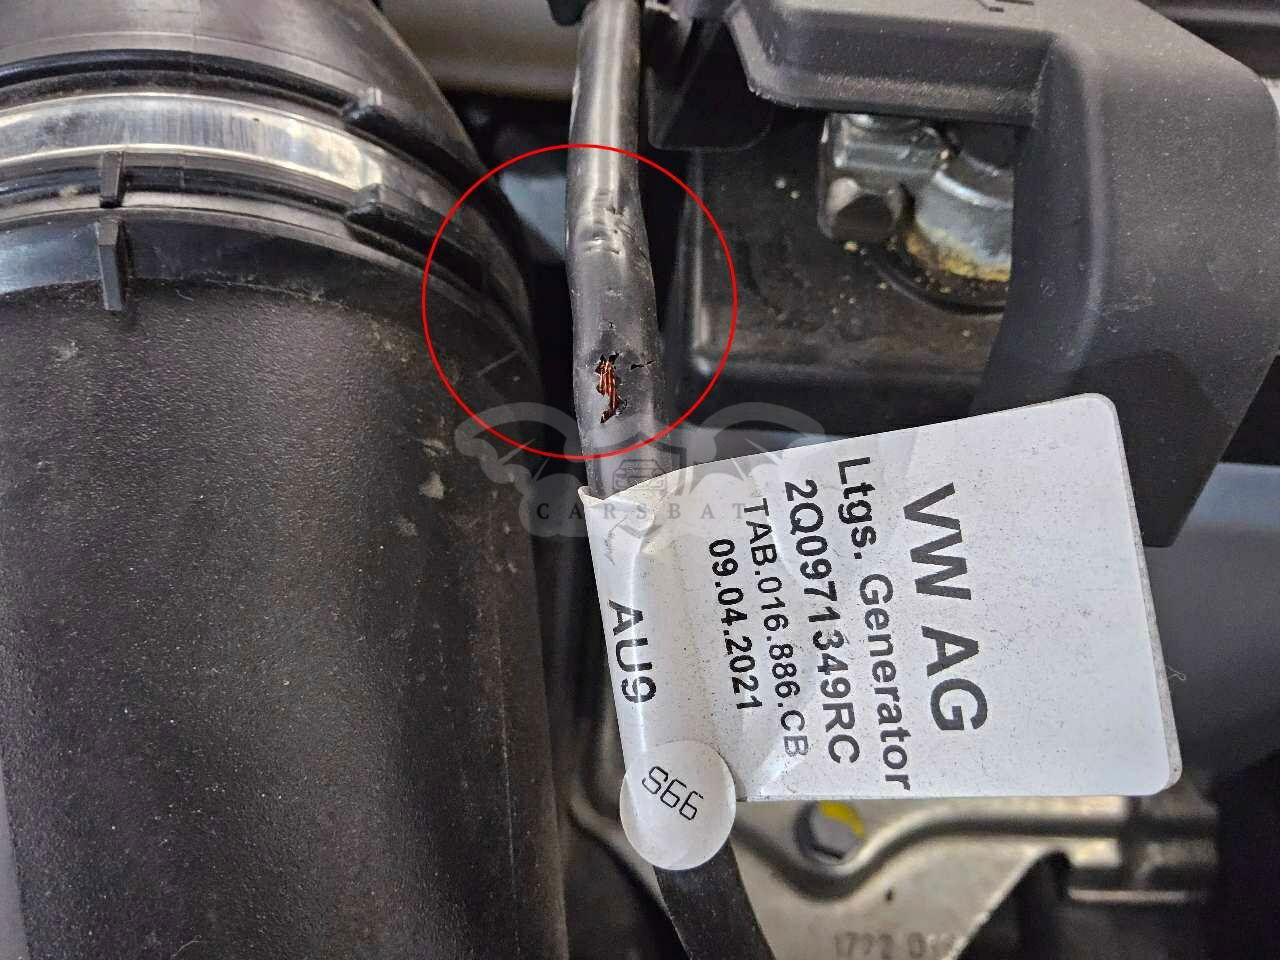 VW AG
Ltgs. Generator
2Q0971349RC
TAB.016.886.CB
09.04.2021
AU9
S66
CARSBAT